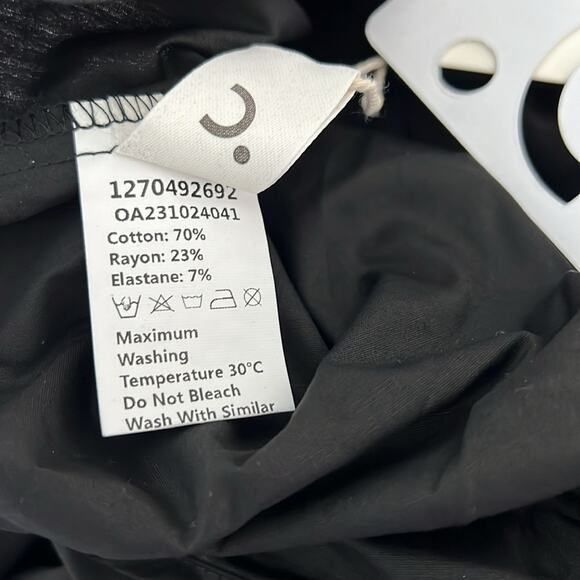 1270492692
OA231024041
Cotton: 70%
Rayon: 23%
Elastane: 7%
Maximum
Washing
Temperature 30°C
Do Not Bleach
Wash With Similar